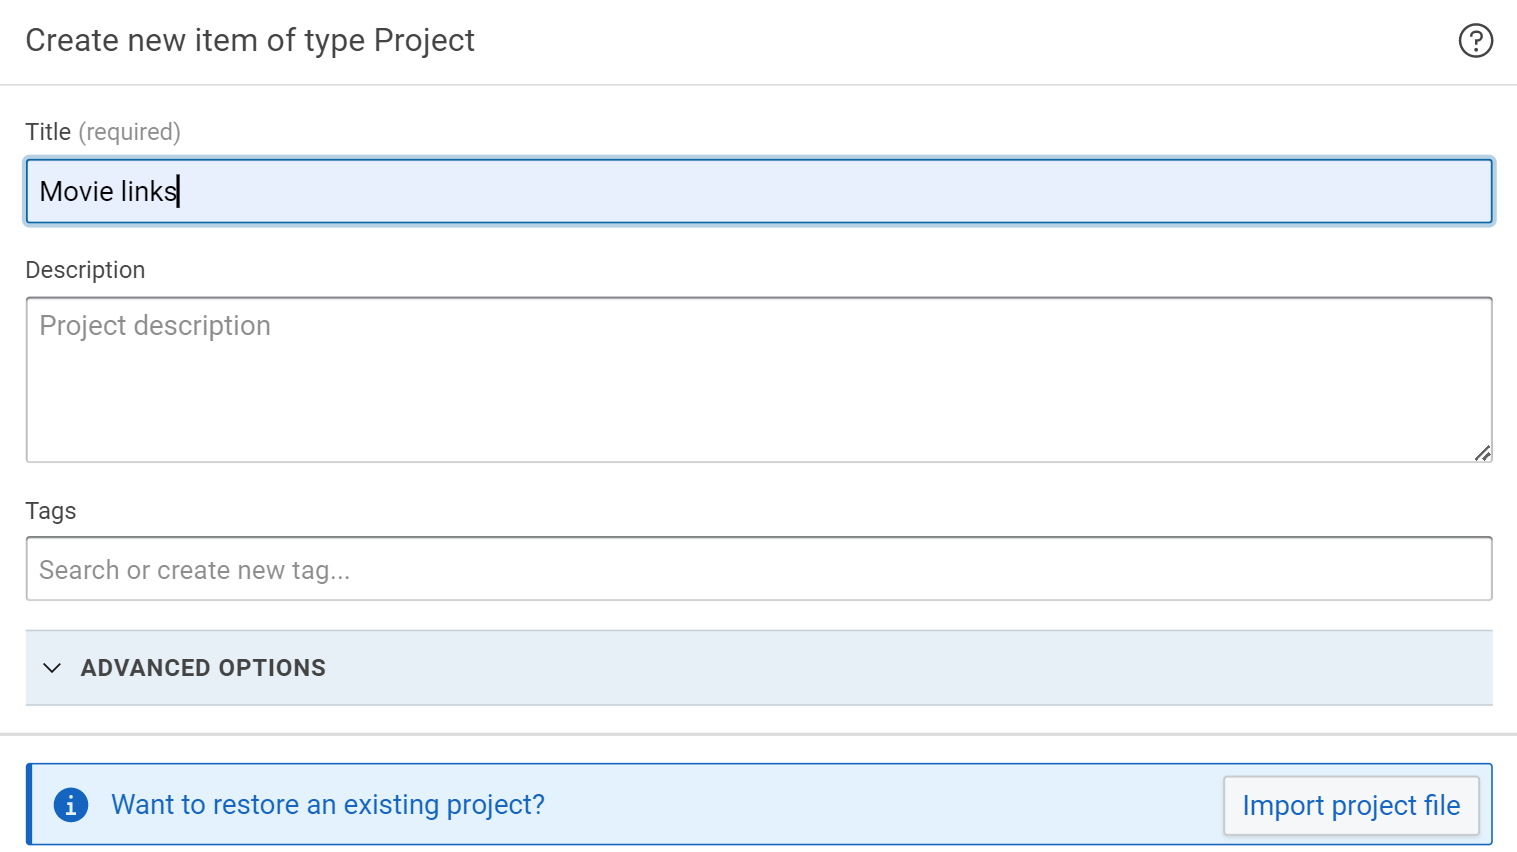 Create new item of type Project
Title (required)
Movie links
Description
Project description
Tags
Search or create new tag...
ADVANCED OPTIONS
Want to restore an existing project?
Import project file